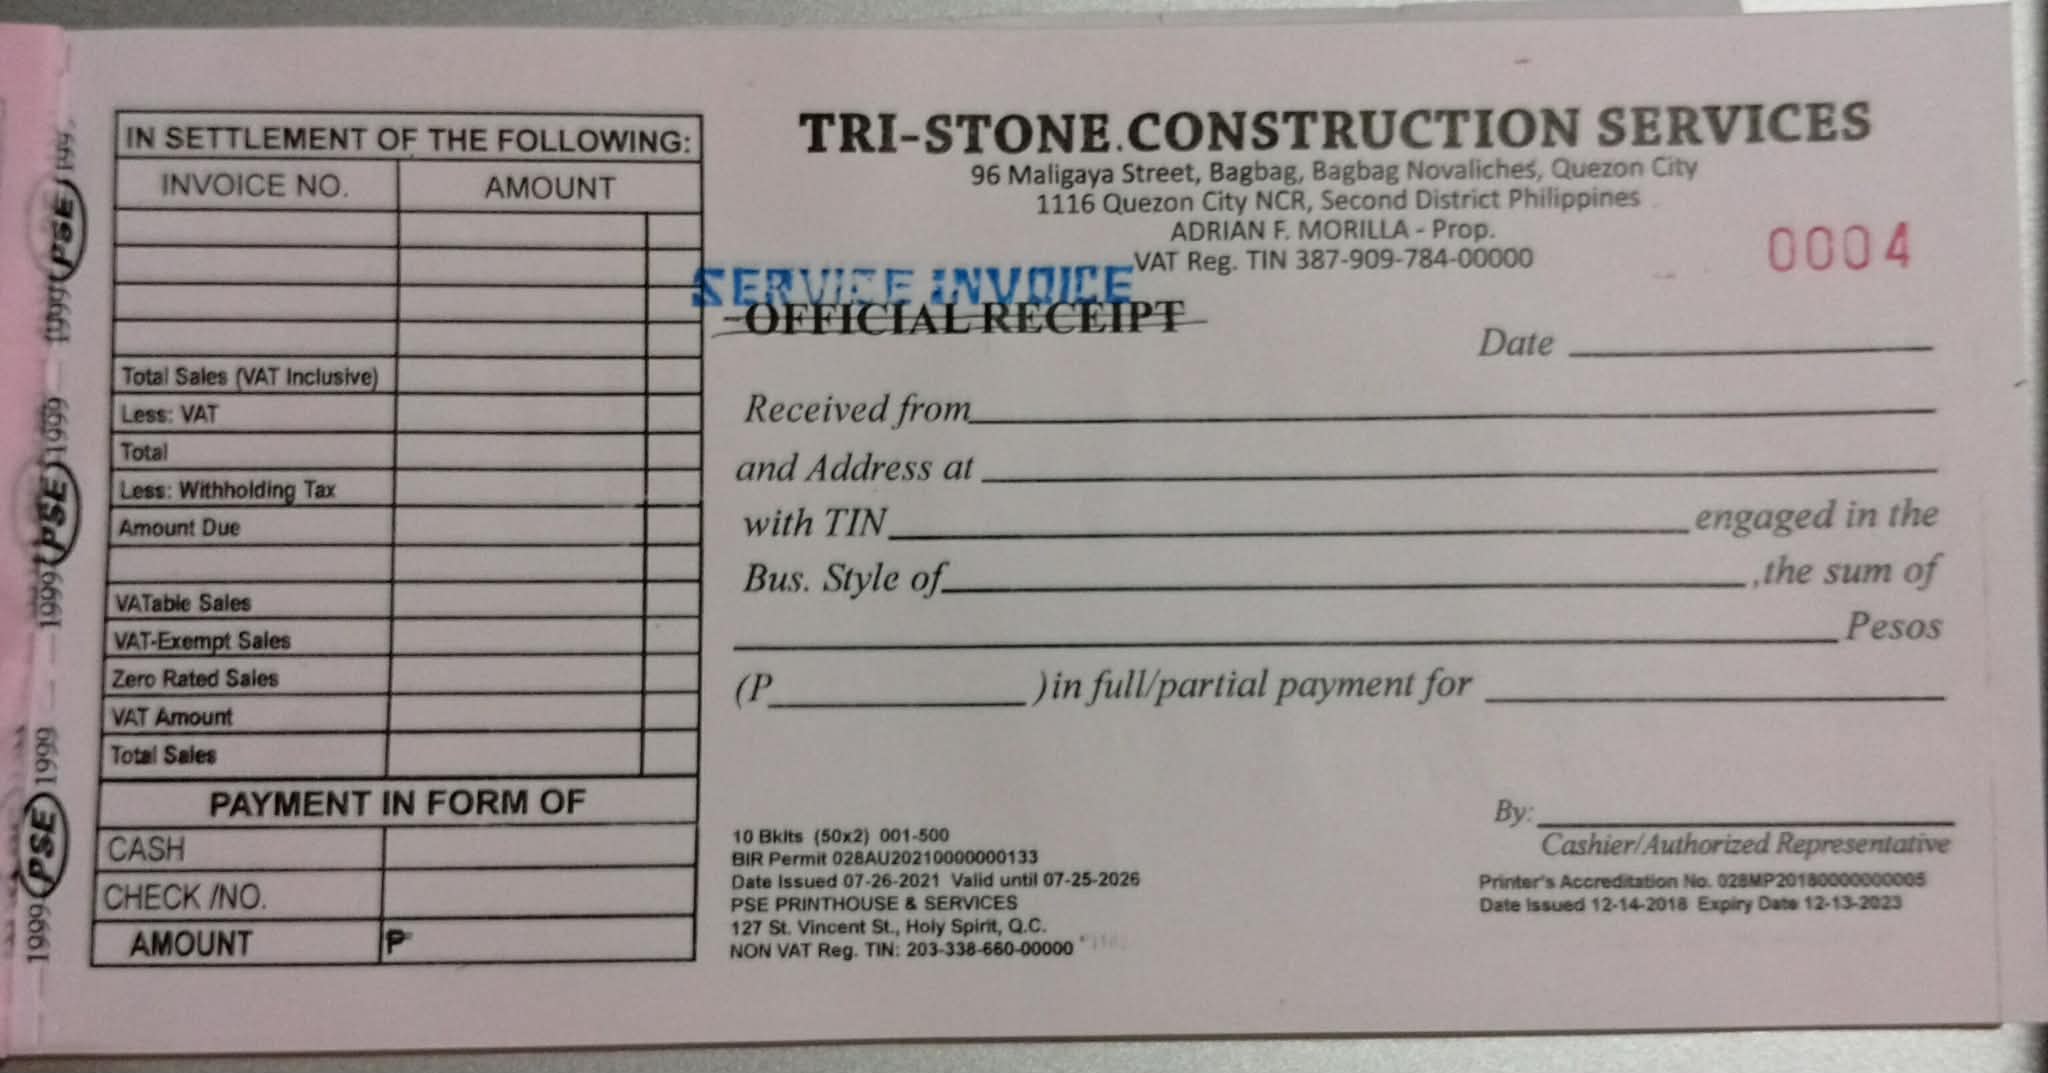 IN SETTLEMENT OF THE FOLLOWING:
INVOICE NO. AMOUNT
Total Sales (VAT Inclusive)
Less: VAT
Total
Less: Withholding Tax
Amount Due
VATable Sales
VAT-Exempt Sales
Zero Rated Sales
VAT Amount
Total Sales
PAYMENT IN FORM OF
CASH
CHECK /NO.
AMOUNT ₱
TRI-STONE CONSTRUCTION SERVICES
96 Maligaya Street, Bagbag, Bagbag Novaliches, Quezon City
1116 Quezon City NCR, Second District Philippines
ADRIAN F. MORILLA - Prop.
VAT Reg. TIN 387-909-784-00000
0004
SERVICE INVOICE
OFFICIAL RECEIPT
Date
Received from
and Address at
with TIN engaged in the
Bus. Style of ,the sum of
Pesos
(P )in full/partial payment for
By:
Cashier/Authorized Representative
10 Bklts (50x2) 001-500
BIR Permit 028AU20210000000133
Date Issued 07-26-2021 Valid until 07-25-2026
PSE PRINTHOUSE & SERVICES
127 St. Vincent St., Holy Spirit, Q.C.
NON VAT Reg. TIN: 203-338-660-00000
Printer's Accreditation No. 028MP20180000000005
Date Issued 12-14-2018 Expiry Date 12-13-2023
1999 PSE 1999
1999 PSE 1999
1999 PSE